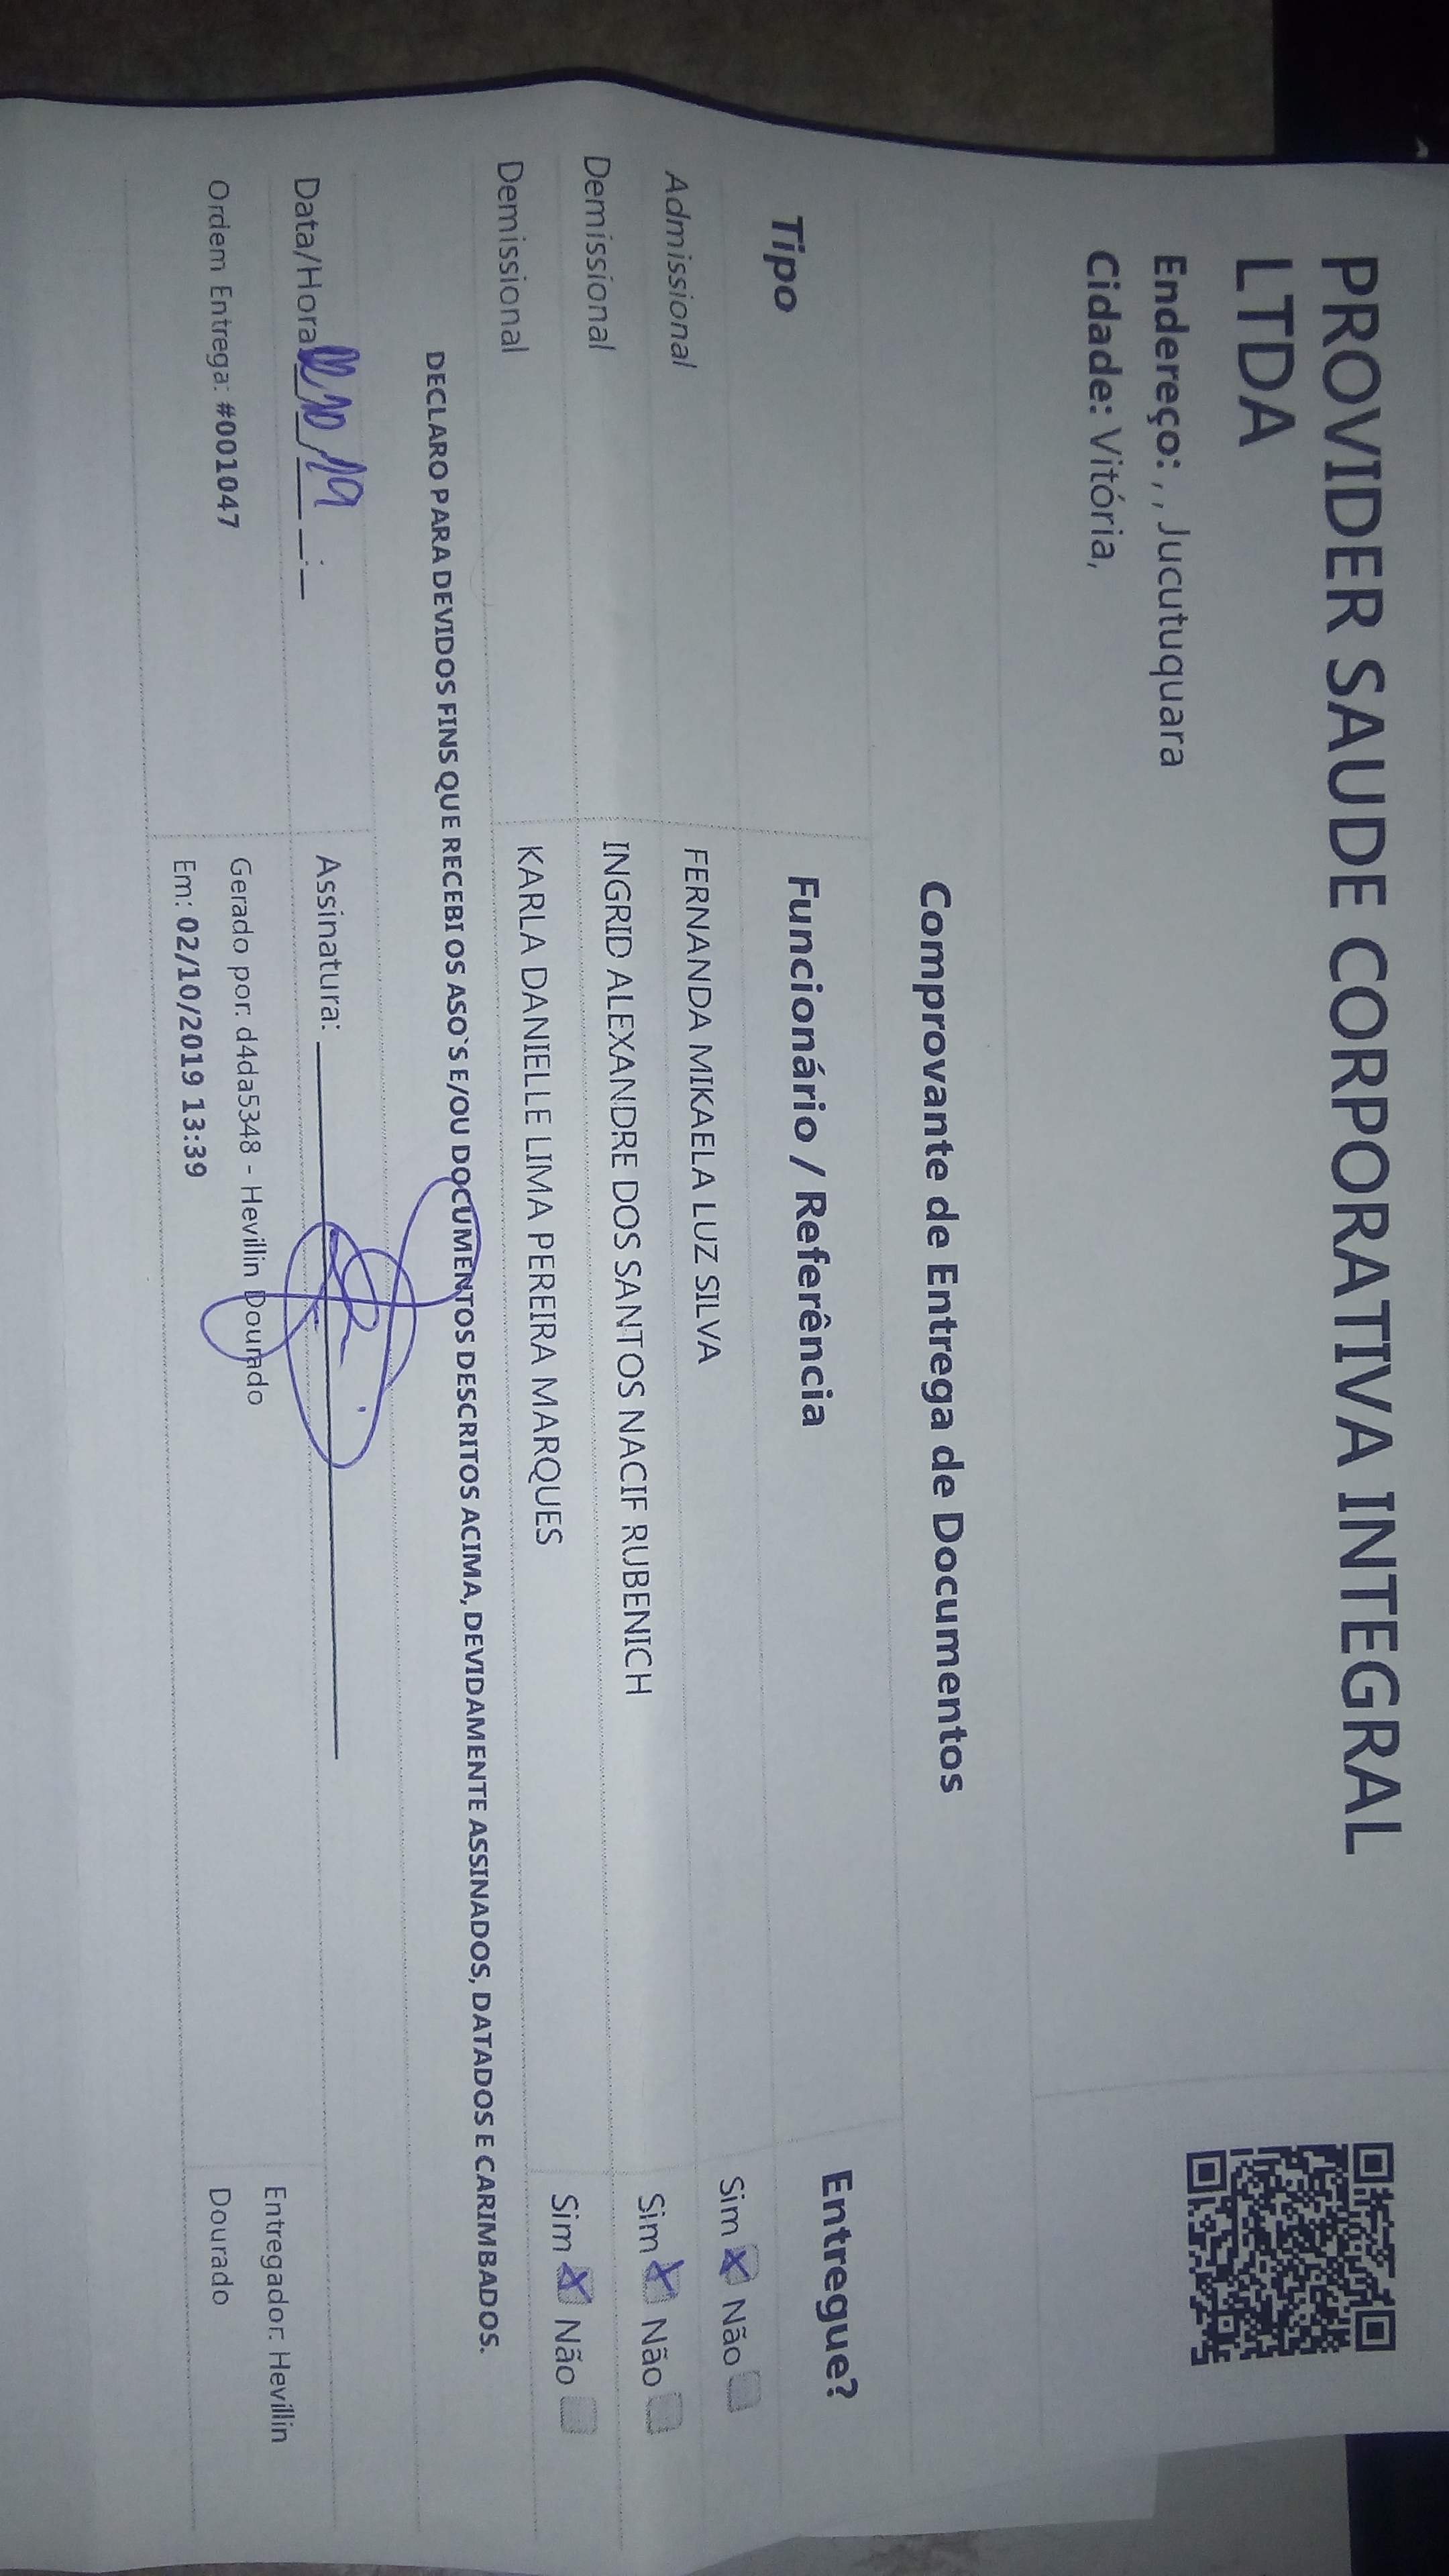 PROVIDER SAUDE CORPORATIVA INTEGRAL
LTDA
Endereço: , , Jucutuquara
Cidade: Vitória,
Comprovante de Entrega de Documentos
Tipo Funcionário / Referência Entregue?
Admissional FERNANDA MIKAELA LUZ SILVA Sim X Não
Demissional INGRID ALEXANDRE DOS SANTOS NACIF RUBENICH Sim X Não
Demissional KARLA DANIELLE LIMA PEREIRA MARQUES Sim X Não
DECLARO PARA DEVIDOS FINS QUE RECEBI OS ASO`S E/OU DOCUMENTOS DESCRITOS ACIMA, DEVIDAMENTE ASSINADOS, DATADOS E CARIMBADOS.
Data/Hora 02/10/19 __:__ Assinatura:
Ordem Entrega: #001047
Gerado por: d4da5348 - Hevillin Dourado
Em: 02/10/2019 13:39
Entregador: Hevillin
Dourado